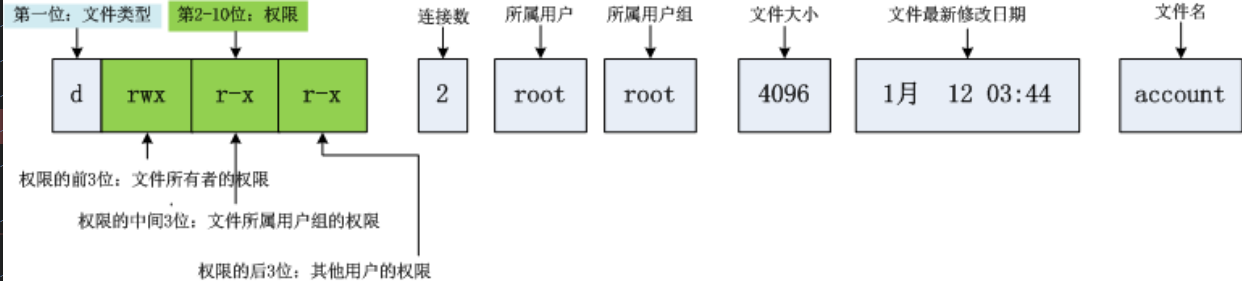 第一位：文件类型 第2-10位：权限 连接数 所属用户 所属用户组 文件大小 文件最新修改日期 文件名
d rwx r-x r-x 2 root root 4096 1月 12 03:44 account
权限的前3位：文件所有者的权限
权限的中间3位：文件所属用户组的权限
权限的后3位：其他用户的权限